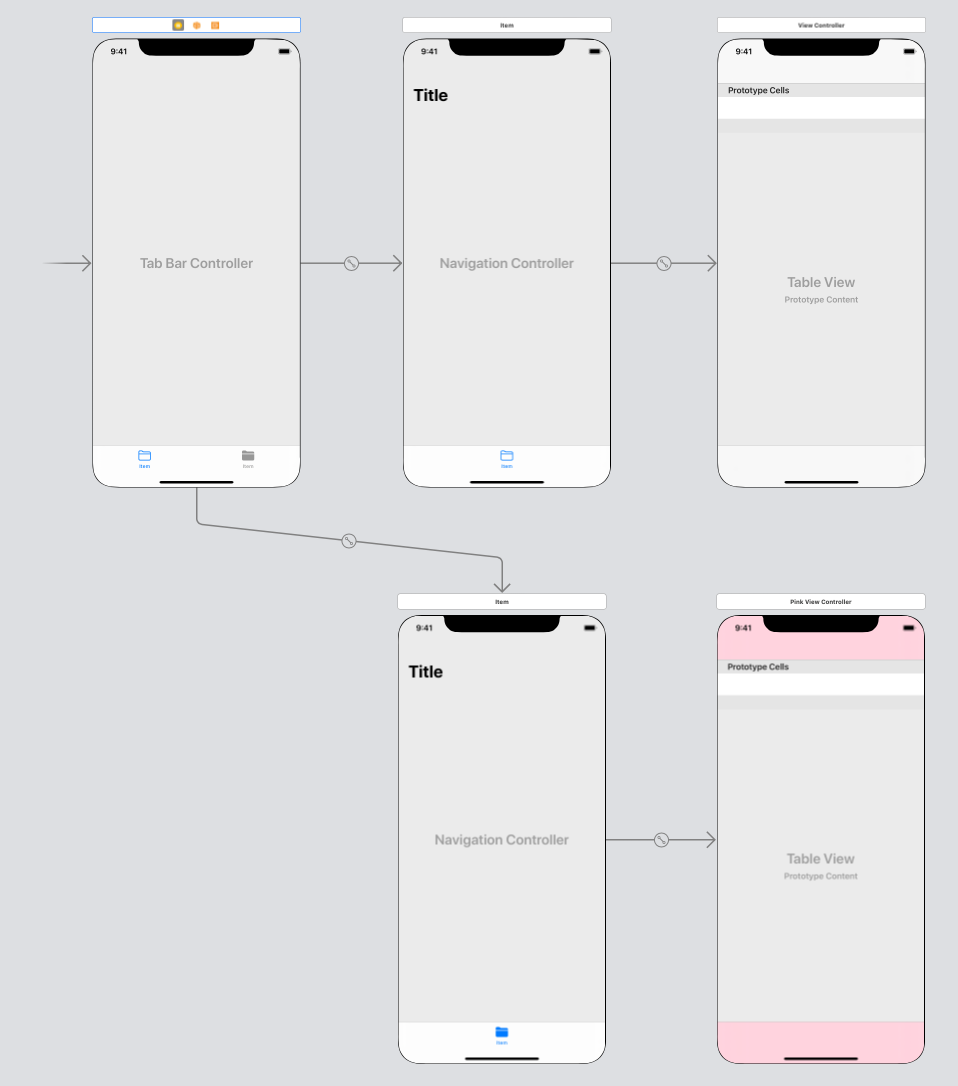 Item
View Controller
9:41
9:41
9:41
Title
Prototype Cells
Tab Bar Controller
Navigation Controller
Table View
Prototype Content
Item
Item
Item
Item
Pink View Controller
9:41
9:41
Title
Prototype Cells
Navigation Controller
Table View
Prototype Content
Item